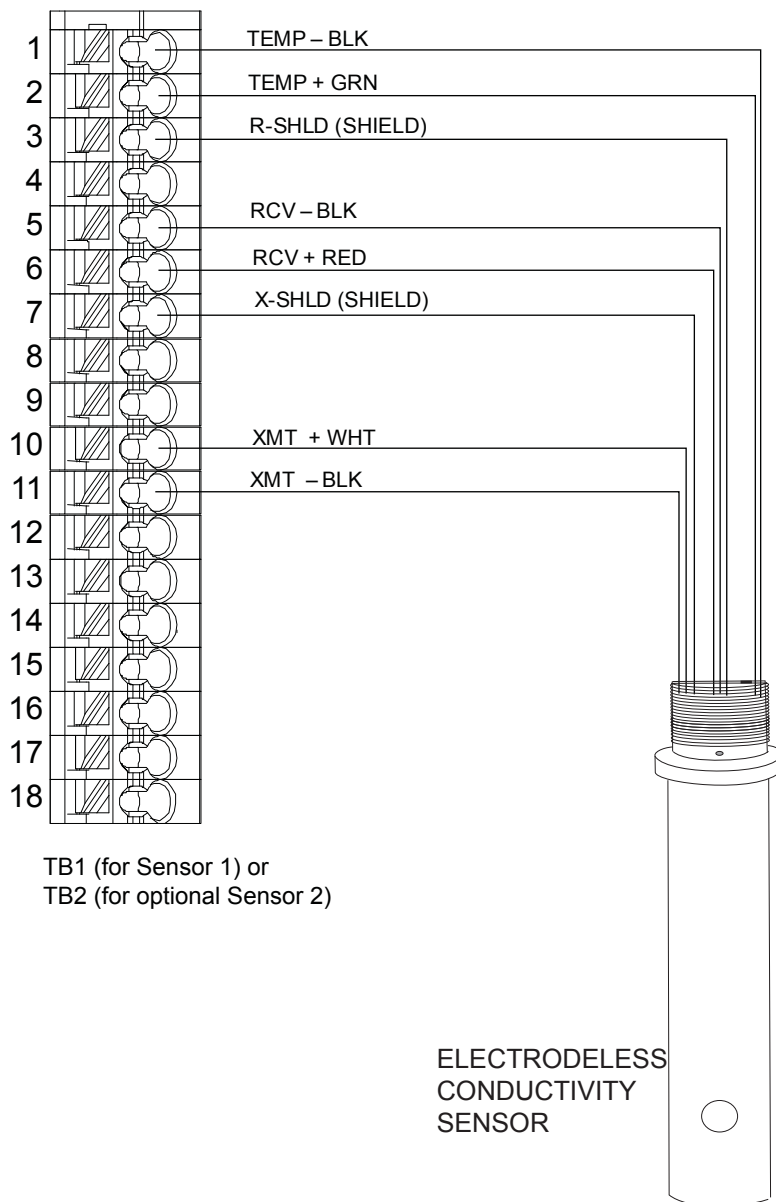 1 TEMP – BLK
2 TEMP + GRN
3 R-SHLD (SHIELD)
4
5 RCV – BLK
6 RCV + RED
7 X-SHLD (SHIELD)
8
9
10 XMT + WHT
11 XMT – BLK
12
13
14
15
16
17
18
TB1 (for Sensor 1) or
TB2 (for optional Sensor 2)
ELECTRODELESS
CONDUCTIVITY
SENSOR